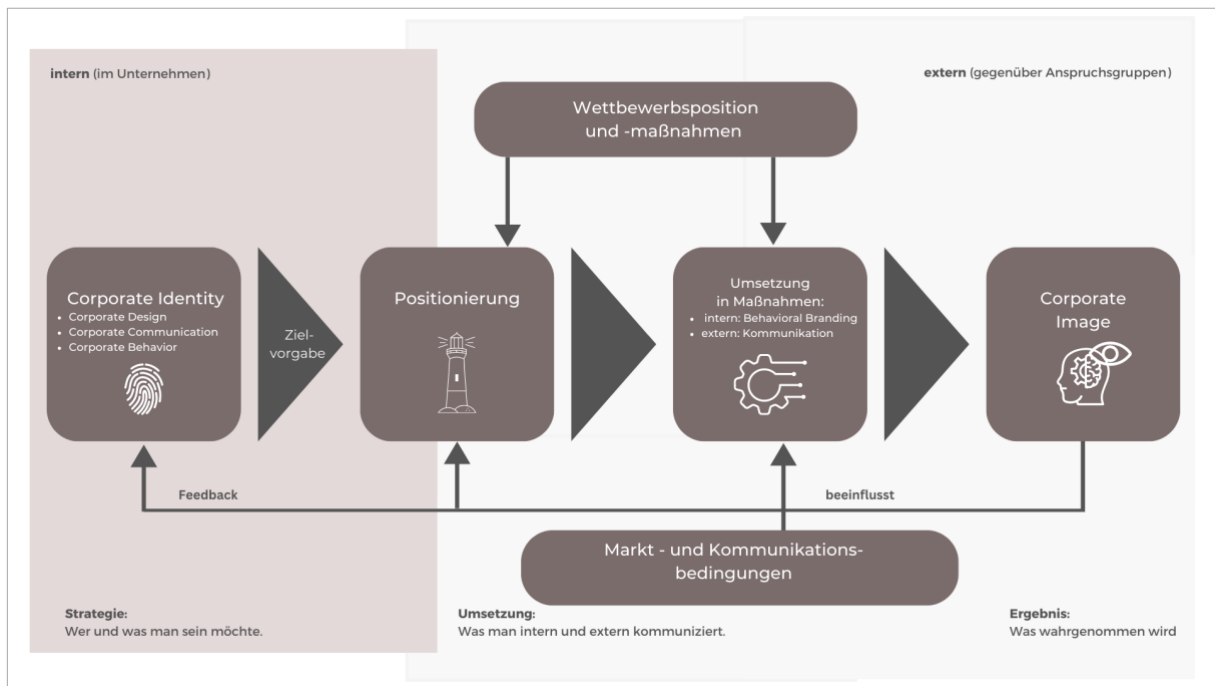 intern (im Unternehmen)
extern (gegenüber Anspruchsgruppen)
Wettbewerbsposition
und -maßnahmen
Corporate Identity
• Corporate Design
• Corporate Communication
• Corporate Behavior
Ziel-
vorgabe
Positionierung
Umsetzung
in Maßnahmen:
• intern: Behavioral Branding
• extern: Kommunikation
Corporate
Image
Feedback
beeinflusst
Markt - und Kommunikations-
bedingungen
Strategie:
Wer und was man sein möchte.
Umsetzung:
Was man intern und extern kommuniziert.
Ergebnis:
Was wahrgenommen wird